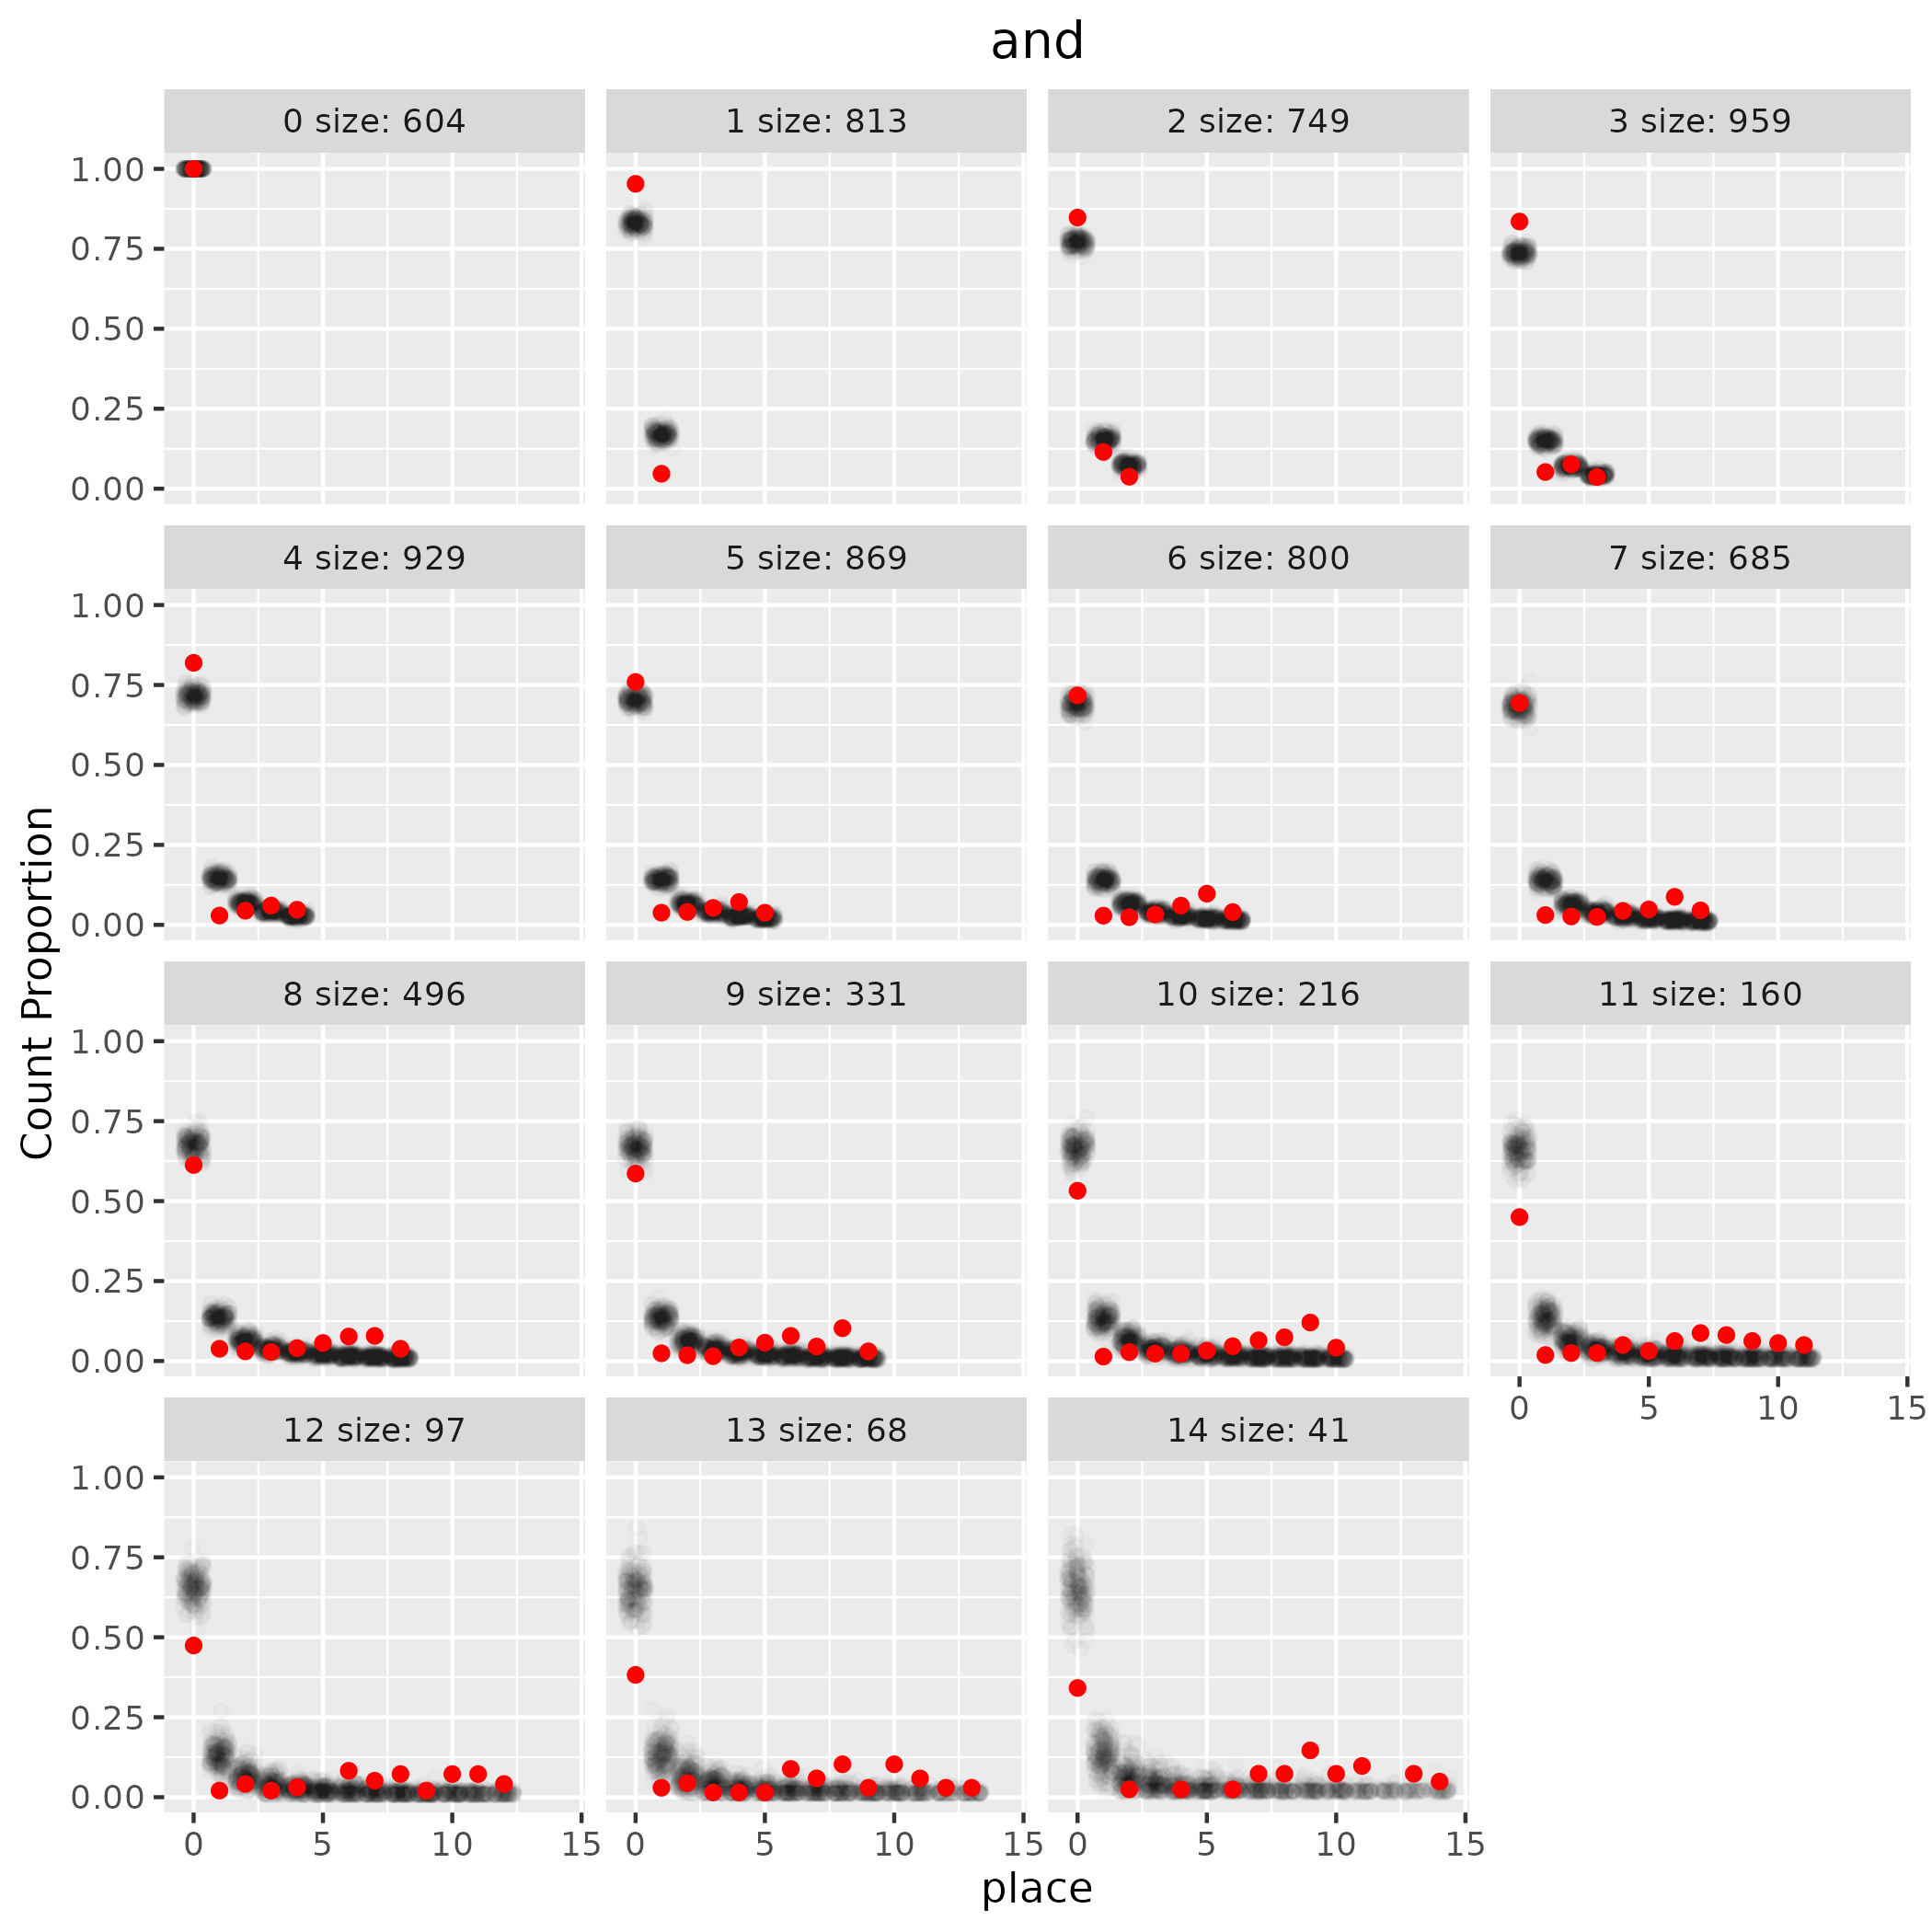 and
0 size: 604
1 size: 813
2 size: 749
3 size: 959
1.00
0.75
0.50
0.25
0.00
4 size: 929
5 size: 869
6 size: 800
7 size: 685
1.00
0.75
0.50
0.25
0.00
Count Proportion
8 size: 496
9 size: 331
10 size: 216
11 size: 160
1.00
0.75
0.50
0.25
0.00
0 5 10 15
12 size: 97
13 size: 68
14 size: 41
1.00
0.75
0.50
0.25
0.00
0 5 10 15
0 5 10 15
0 5 10 15
place